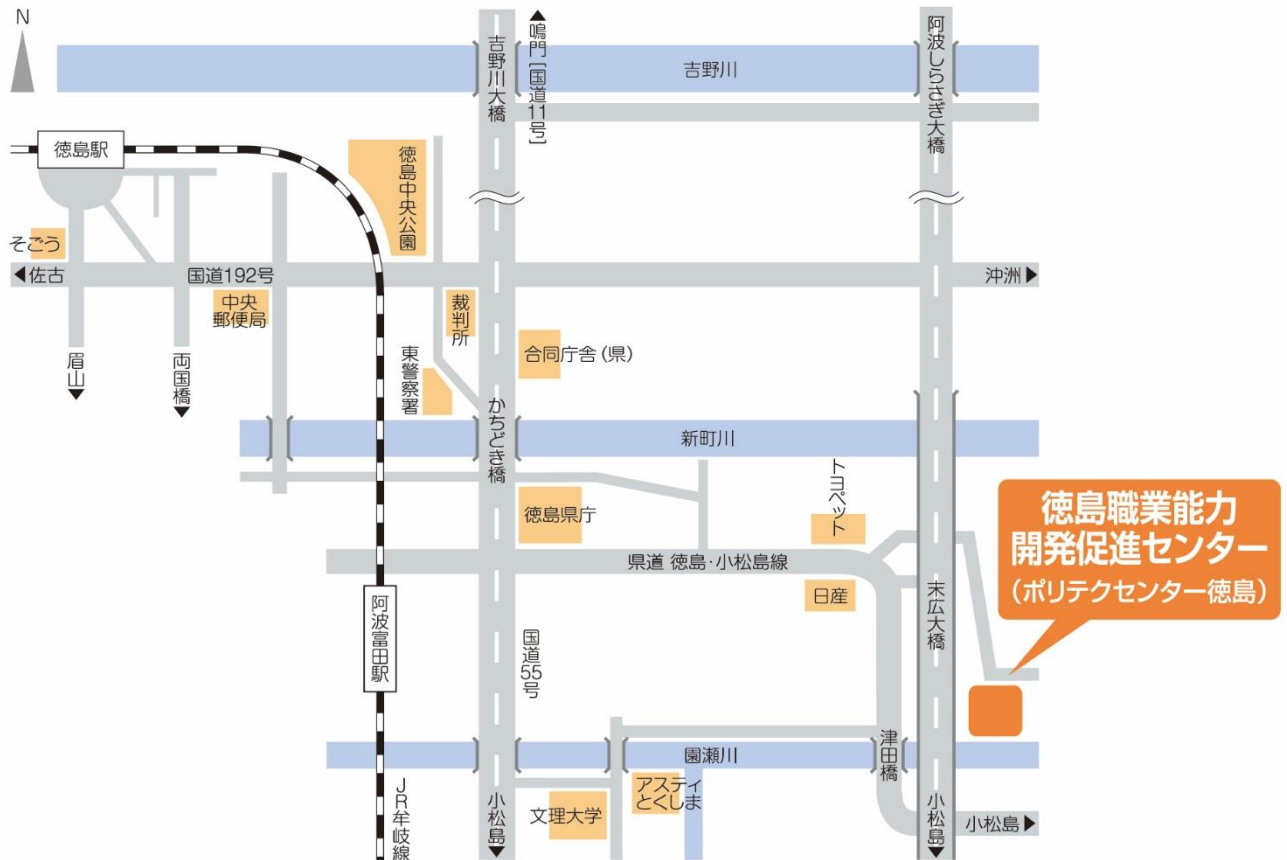 N
吉野川大橋
▲鳴門[国道11号]
吉野川
阿波しらさぎ大橋
徳島駅
徳島中央公園
そごう
◀佐古
国道192号
沖洲▶
中央
郵便局
裁判所
合同庁舎(県)
東警察署
眉山▼
両国橋▼
かちどき橋
新町川
トヨペット
徳島県庁
県道 徳島・小松島線
日産
末広大橋
徳島職業能力
開発促進センター
(ポリテクセンター徳島)
阿波富田駅
国道55号
園瀬川
津田橋
アスティ
とくしま
文理大学
JR牟岐線
小松島▼
小松島▼
小松島▶